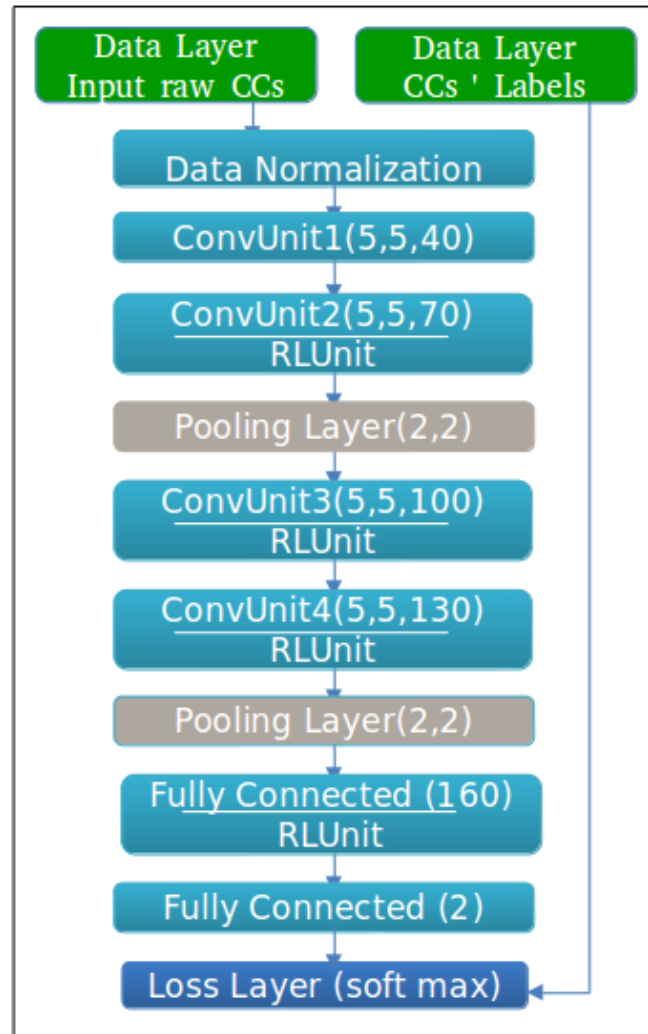 Data Layer
Input raw CCs
Data Layer
CCs ' Labels
Data Normalization
ConvUnit1(5,5,40)
ConvUnit2(5,5,70)
RLUnit
Pooling Layer(2,2)
ConvUnit3(5,5,100)
RLUnit
ConvUnit4(5,5,130)
RLUnit
Pooling Layer(2,2)
Fully Connected (160)
RLUnit
Fully Connected (2)
Loss Layer (soft max)